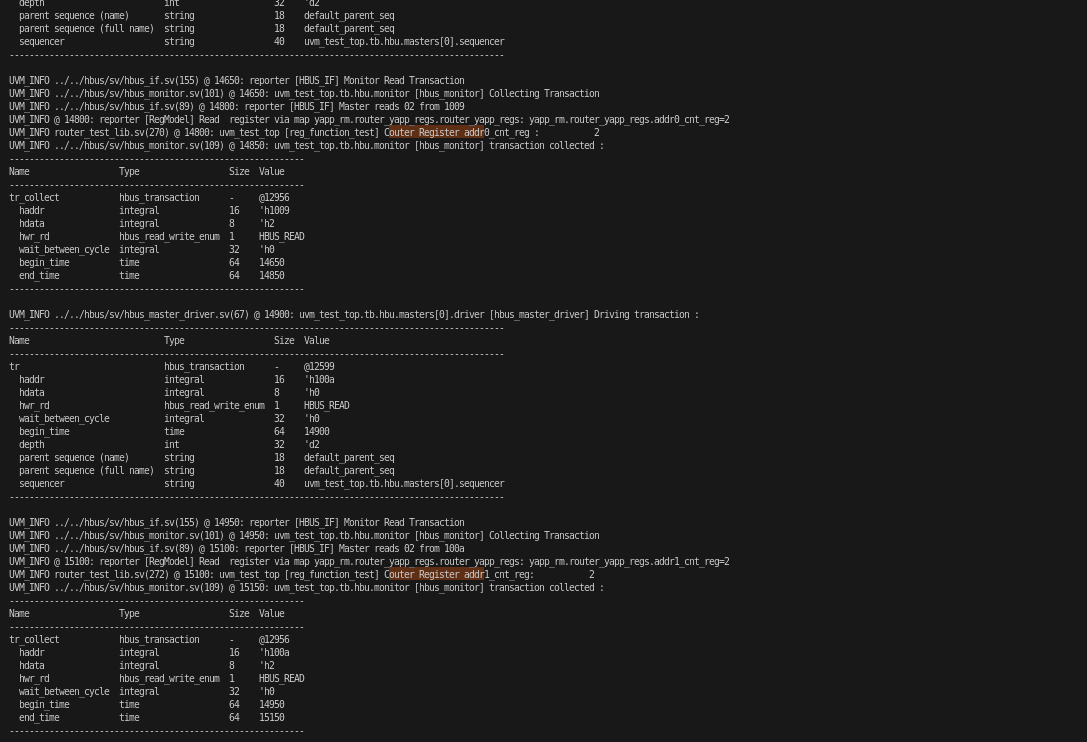 depth                        int                   32    'd2
  parent sequence (name)       string                18    default_parent_seq
  parent sequence (full name)  string                18    default_parent_seq
  sequencer                    string                40    uvm_test_top.tb.hbu.masters[0].sequencer
---------------------------------------------------------------------------------------------------
UVM_INFO ../../hbus/sv/hbus_if.sv(155) @ 14650: reporter [HBUS_IF] Monitor Read Transaction
UVM_INFO ../../hbus/sv/hbus_monitor.sv(101) @ 14650: uvm_test_top.tb.hbu.monitor [hbus_monitor] Collecting Transaction
UVM_INFO ../../hbus/sv/hbus_if.sv(89) @ 14800: reporter [HBUS_IF] Master reads 02 from 1009
UVM_INFO @ 14800: reporter [RegModel] Read  register via map yapp_rm.router_yapp_regs.router_yapp_regs: yapp_rm.router_yapp_regs.addr0_cnt_reg=2
UVM_INFO router_test_lib.sv(270) @ 14800: uvm_test_top [reg_function_test] Couter Register addr0_cnt_reg :           2
UVM_INFO ../../hbus/sv/hbus_monitor.sv(109) @ 14850: uvm_test_top.tb.hbu.monitor [hbus_monitor] transaction collected :
-----------------------------------------------------------
Name                  Type                  Size  Value
-----------------------------------------------------------
tr_collect            hbus_transaction      -     @12956
  haddr               integral              16    'h1009
  hdata               integral              8     'h2
  hwr_rd              hbus_read_write_enum  1     HBUS_READ
  wait_between_cycle  integral              32    'h0
  begin_time          time                  64    14650
  end_time            time                  64    14850
-----------------------------------------------------------
UVM_INFO ../../hbus/sv/hbus_master_driver.sv(67) @ 14900: uvm_test_top.tb.hbu.masters[0].driver [hbus_master_driver] Driving transaction :
---------------------------------------------------------------------------------------------------
Name                           Type                  Size  Value
---------------------------------------------------------------------------------------------------
tr                             hbus_transaction      -     @12599
  haddr                        integral              16    'h100a
  hdata                        integral              8     'h0
  hwr_rd                       hbus_read_write_enum  1     HBUS_READ
  wait_between_cycle           integral              32    'h0
  begin_time                   time                  64    14900
  depth                        int                   32    'd2
  parent sequence (name)       string                18    default_parent_seq
  parent sequence (full name)  string                18    default_parent_seq
  sequencer                    string                40    uvm_test_top.tb.hbu.masters[0].sequencer
---------------------------------------------------------------------------------------------------
UVM_INFO ../../hbus/sv/hbus_if.sv(155) @ 14950: reporter [HBUS_IF] Monitor Read Transaction
UVM_INFO ../../hbus/sv/hbus_monitor.sv(101) @ 14950: uvm_test_top.tb.hbu.monitor [hbus_monitor] Collecting Transaction
UVM_INFO ../../hbus/sv/hbus_if.sv(89) @ 15100: reporter [HBUS_IF] Master reads 02 from 100a
UVM_INFO @ 15100: reporter [RegModel] Read  register via map yapp_rm.router_yapp_regs.router_yapp_regs: yapp_rm.router_yapp_regs.addr1_cnt_reg=2
UVM_INFO router_test_lib.sv(272) @ 15100: uvm_test_top [reg_function_test] Couter Register addr1_cnt_reg:           2
UVM_INFO ../../hbus/sv/hbus_monitor.sv(109) @ 15150: uvm_test_top.tb.hbu.monitor [hbus_monitor] transaction collected :
-----------------------------------------------------------
Name                  Type                  Size  Value
-----------------------------------------------------------
tr_collect            hbus_transaction      -     @12956
  haddr               integral              16    'h100a
  hdata               integral              8     'h2
  hwr_rd              hbus_read_write_enum  1     HBUS_READ
  wait_between_cycle  integral              32    'h0
  begin_time          time                  64    14950
  end_time            time                  64    15150
-----------------------------------------------------------